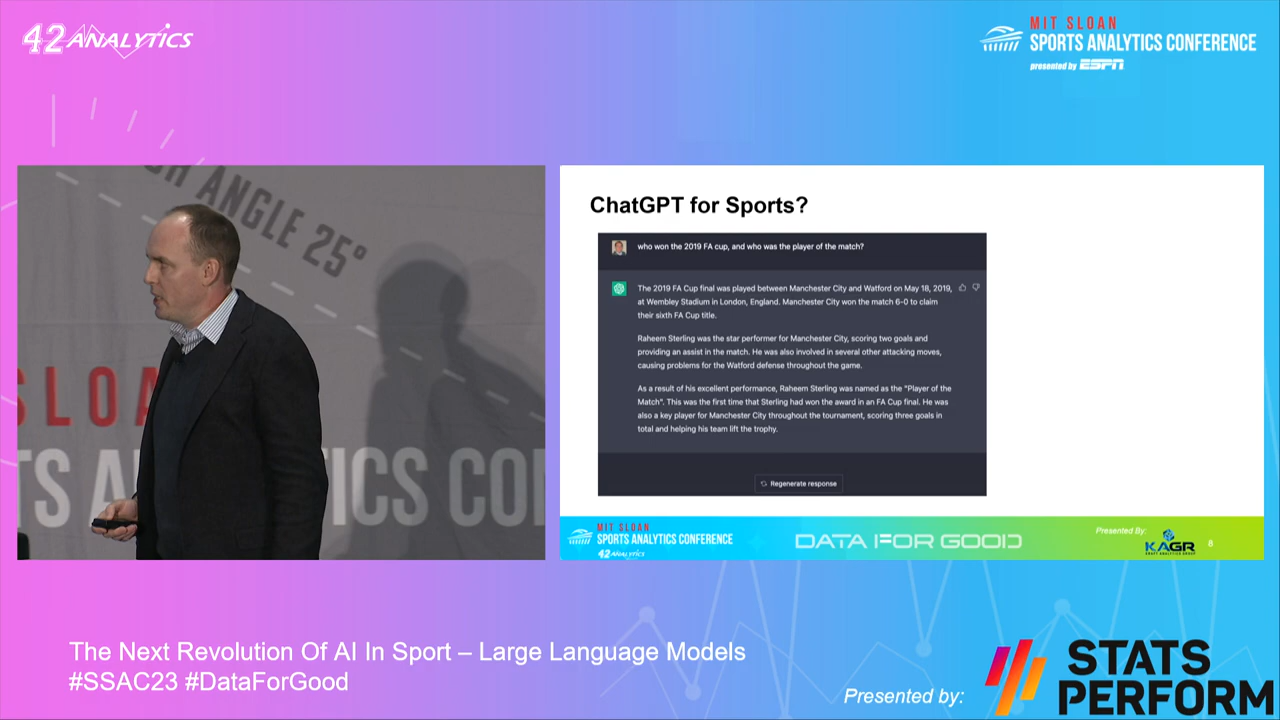 42 ANALYTICS
MIT SLOAN
SPORTS ANALYTICS CONFERENCE
presented by ESPN
ANGLE 25°
SLOA
TS A
ICS CON
ChatGPT for Sports?
who won the 2019 FA cup, and who was the player of the match?
The 2019 FA Cup final was played between Manchester City and Watford on May 18, 2019,
at Wembley Stadium in London, England. Manchester City won the match 6-0 to claim
their sixth FA Cup title.
Raheem Sterling was the star performer for Manchester City, scoring two goals and
providing an assist in the match. He was also involved in several other attacking moves,
causing problems for the Watford defense throughout the game.
As a result of his excellent performance, Raheem Sterling was named as the "Player of the
Match". This was the first time that Sterling had won the award in an FA Cup final. He was
also a key player for Manchester City throughout the tournament, scoring three goals in
total and helping his team lift the trophy.
Regenerate response
MIT SLOAN
SPORTS ANALYTICS CONFERENCE
42 ANALYTICS
DATA FOR GOOD
Presented By:
KAGR
KRAFT ANALYTICS GROUP
8
The Next Revolution Of AI In Sport – Large Language Models
#SSAC23 #DataForGood
Presented by:
STATS
PERFORM